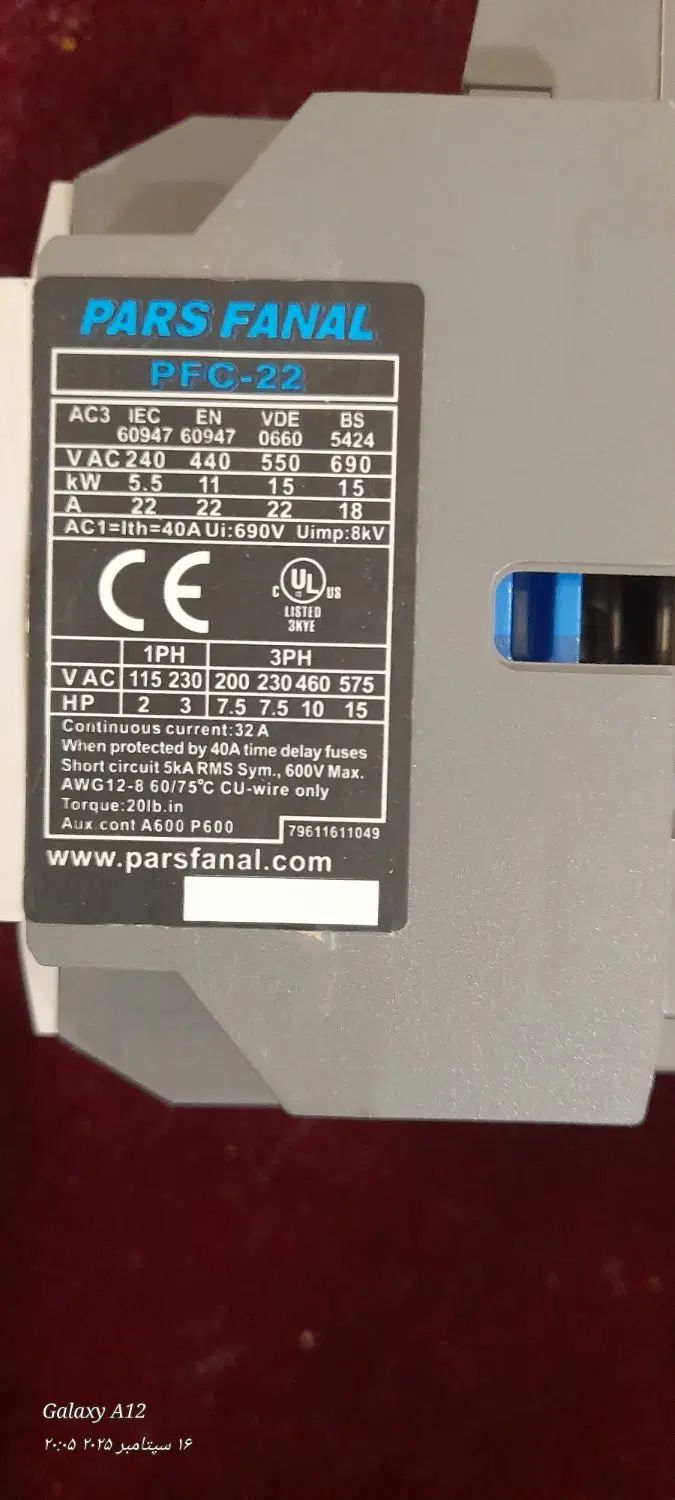 PARS FANAL
PFC-22
AC3 IEC 60947 EN 60947 VDE 0660 BS 5424
V AC 240 440 550 690
kW 5.5 11 15 15
A 22 22 22 18
AC1=Ith=40A Ui:690V Uimp:8kV
CE
C UL US
LISTED
3KYE
1PH 3PH
V AC 115 230 200 230 460 575
HP 2 3 7.5 7.5 10 15
Continuous current:32A
When protected by 40A time delay fuses
Short circuit 5kA RMS Sym., 600V Max.
AWG12-8 60/75°C CU-wire only
Torque:20lb.in
Aux.cont A600 P600
79611611049
www.parsfanal.com
Galaxy A12
۱۶ سپتامبر ۲۰۲۵ ۲۰:۰۵